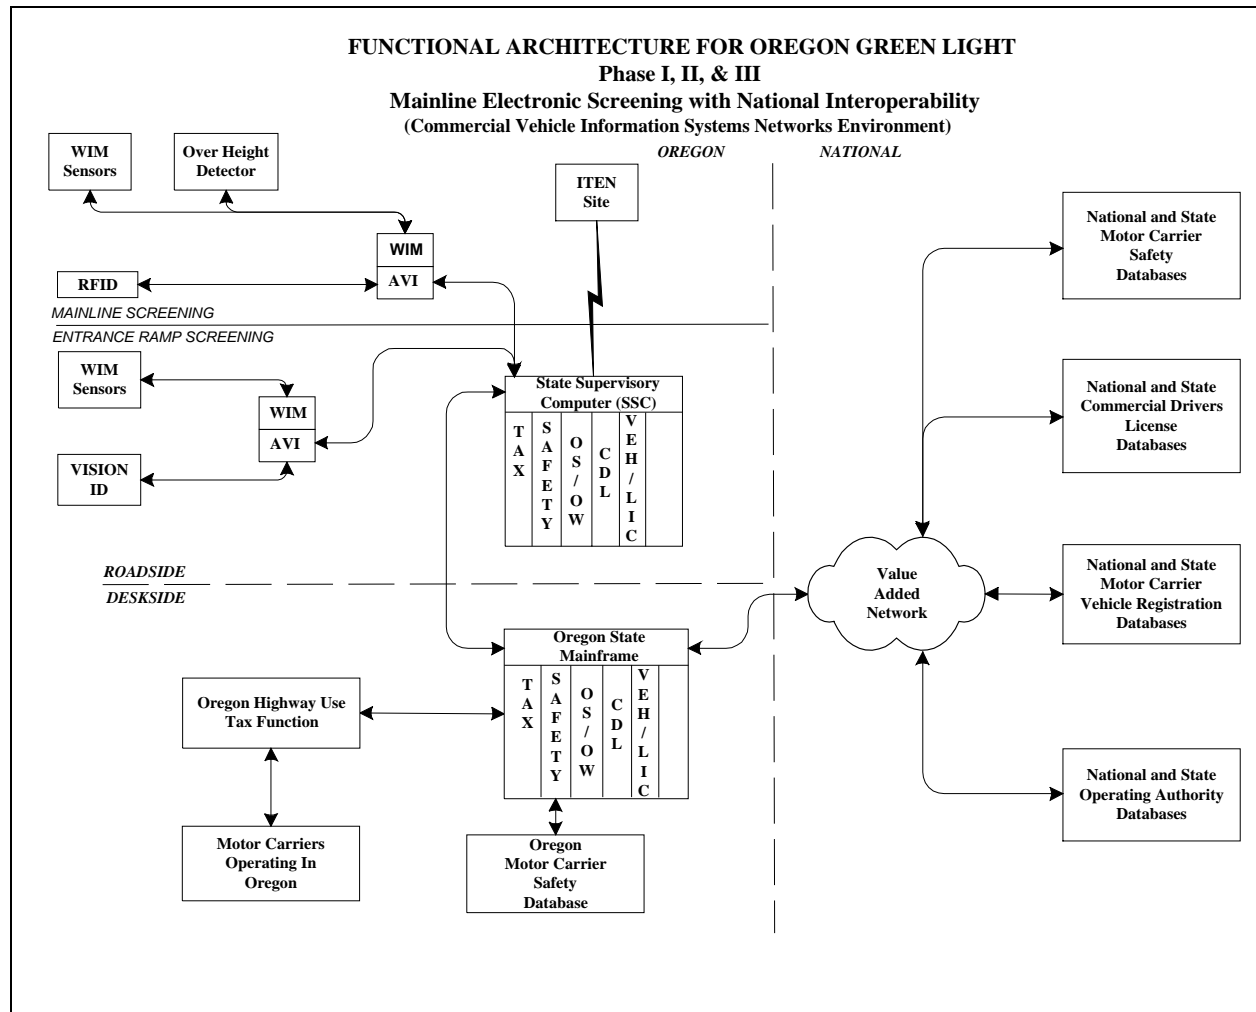 FUNCTIONAL ARCHITECTURE FOR OREGON GREEN LIGHT
Phase I, II, & III
Mainline Electronic Screening with National Interoperability
(Commercial Vehicle Information Systems Networks Environment)
OREGON
NATIONAL
WIM
Sensors
Over Height
Detector
ITEN
Site
WIM
AVI
RFID
MAINLINE SCREENING
ENTRANCE RAMP SCREENING
WIM
Sensors
WIM
AVI
VISION
ID
State Supervisory
Computer (SSC)
TAX
SAFETY
OS/OW
CDL
VEH/LIC
ROADSIDE
DESKSIDE
Oregon State
Mainframe
TAX
SAFETY
OS/OW
CDL
VEH/LIC
Oregon Highway Use
Tax Function
Motor Carriers
Operating In
Oregon
Oregon
Motor Carrier
Safety
Database
Value
Added
Network
National and State
Motor Carrier
Safety
Databases
National and State
Commercial Drivers
License
Databases
National and State
Motor Carrier
Vehicle Registration
Databases
National and State
Operating Authority
Databases